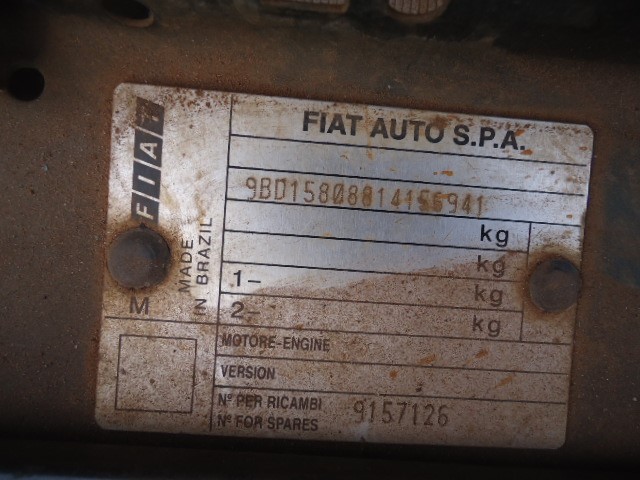 FIAT
FIAT AUTO S.P.A.
9BD15808814156941
kg
kg
1- kg
2- kg
MADE
IN BRAZIL
M
MOTORE-ENGINE
VERSION
Nº PER RICAMBI
Nº FOR SPARES
9157126